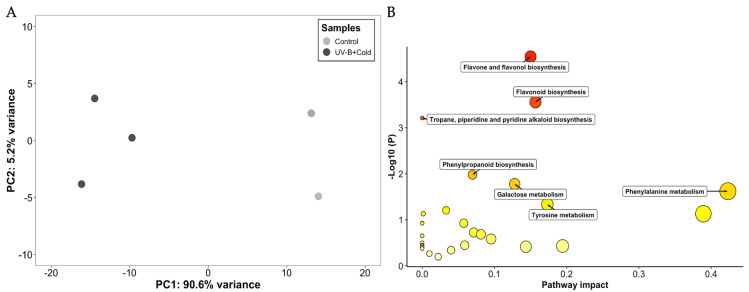 A
Samples
Control
UV-B+Cold
10
5
0
-5
-10
-20
-10
0
10
20
PC2: 5.2% variance
PC1: 90.6% variance
B
Flavone and flavonol biosynthesis
Flavonoid biosynthesis
Tropane, piperidine and pyridine alkaloid biosynthesis
Phenylpropanoid biosynthesis
Galactose metabolism
Phenylalanine metabolism
Tyrosine metabolism
4
3
2
1
0
0.0
0.1
0.2
0.3
0.4
-Log10 (P)
Pathway impact